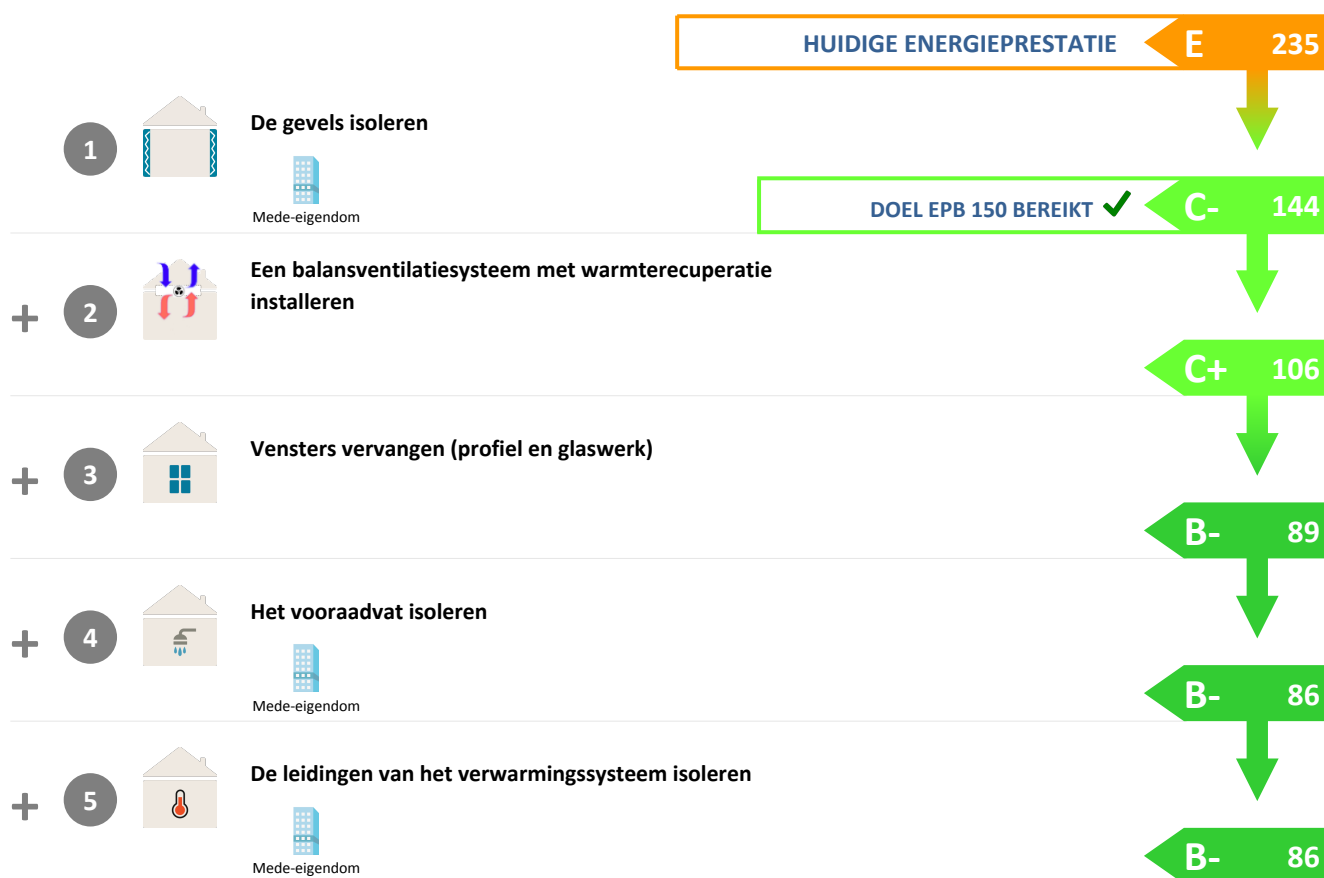 HUIDIGE ENERGIEPRESTATIE E 235
1 De gevels isoleren
Mede-eigendom
DOEL EPB 150 BEREIKT ✔ C- 144
+ 2 Een balansventilatiesysteem met warmterecuperatie
installeren
C+ 106
+ 3 Vensters vervangen (profiel en glaswerk)
B- 89
+ 4 Het vooraadvat isoleren
Mede-eigendom
B- 86
+ 5 De leidingen van het verwarmingssysteem isoleren
Mede-eigendom
B- 86